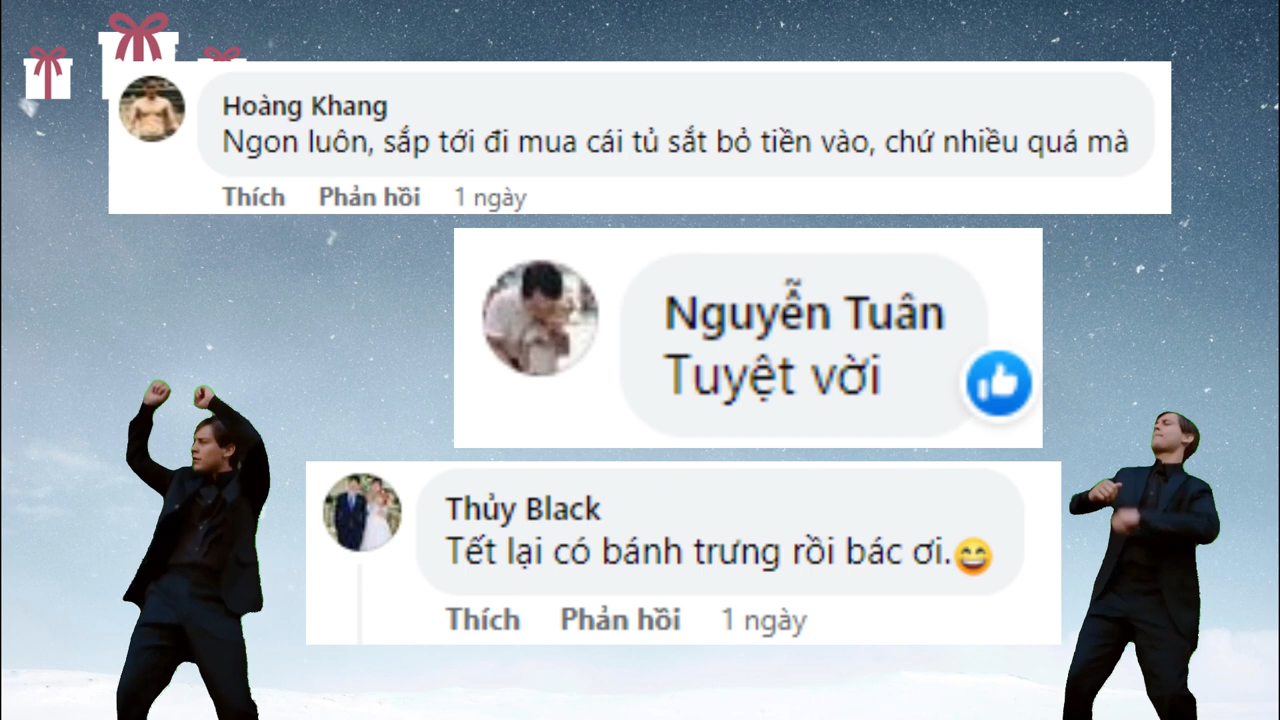 Hoàng Khang
Ngon luôn, sắp tới đi mua cái tủ sắt bỏ tiền vào, chứ nhiều quá mà
Thích Phản hồi 1 ngày
Nguyễn Tuân
Tuyệt vời
Thủy Black
Tết lại có bánh trưng rồi bác ơi.😄
Thích Phản hồi 1 ngày